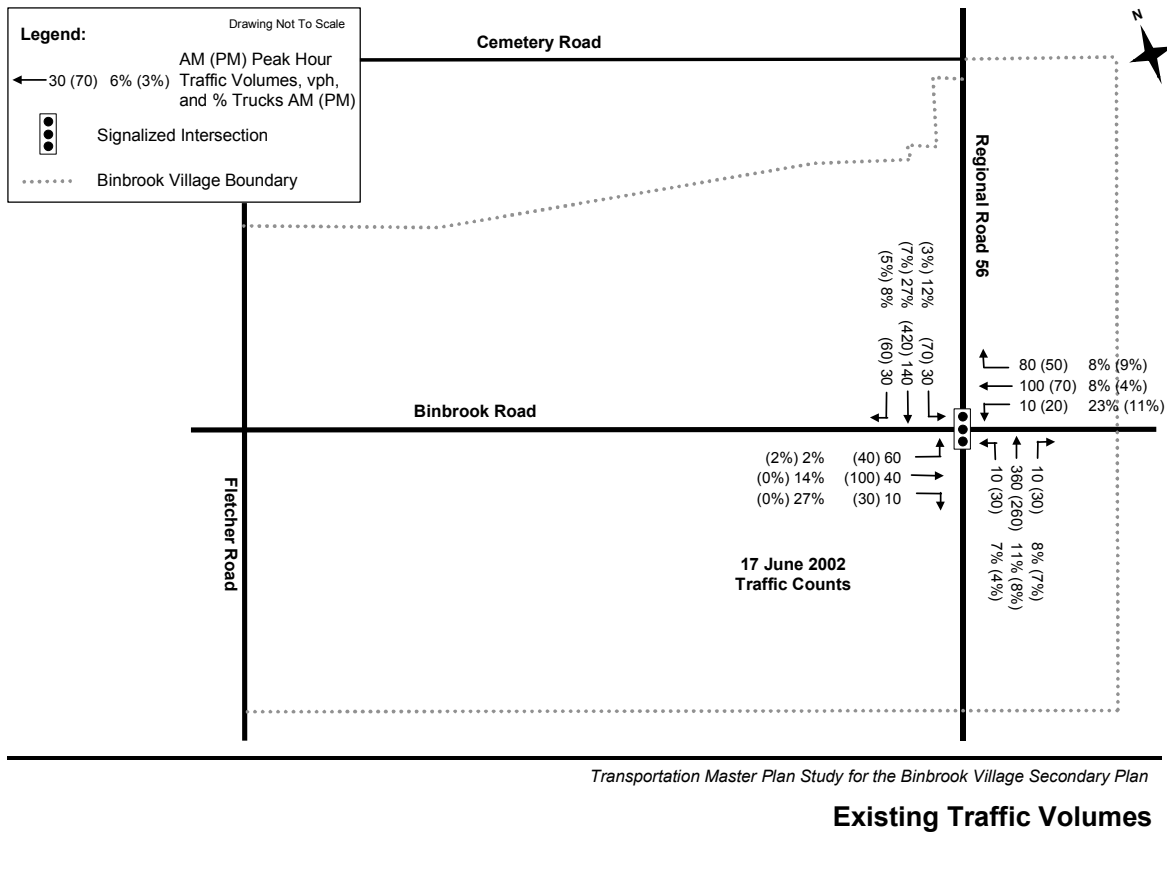 Drawing Not To Scale
Legend:
30 (70) 6% (3%)
AM (PM) Peak Hour
Traffic Volumes, vph,
and % Trucks AM (PM)
Signalized Intersection
Binbrook Village Boundary
Cemetery Road
N
Regional Road 56
(3%) 12% (70) 30
(7%) 27% (420) 140
(5%) 8% (60) 30
80 (50) 8% (9%)
100 (70) 8% (4%)
10 (20) 23% (11%)
Binbrook Road
(2%) 2% (40) 60
(0%) 14% (100) 40
(0%) 27% (30) 10
10 (30) 8% (7%)
360 (260) 11% (8%)
10 (30) 7% (4%)
Fletcher Road
17 June 2002
Traffic Counts
Transportation Master Plan Study for the Binbrook Village Secondary Plan
Existing Traffic Volumes